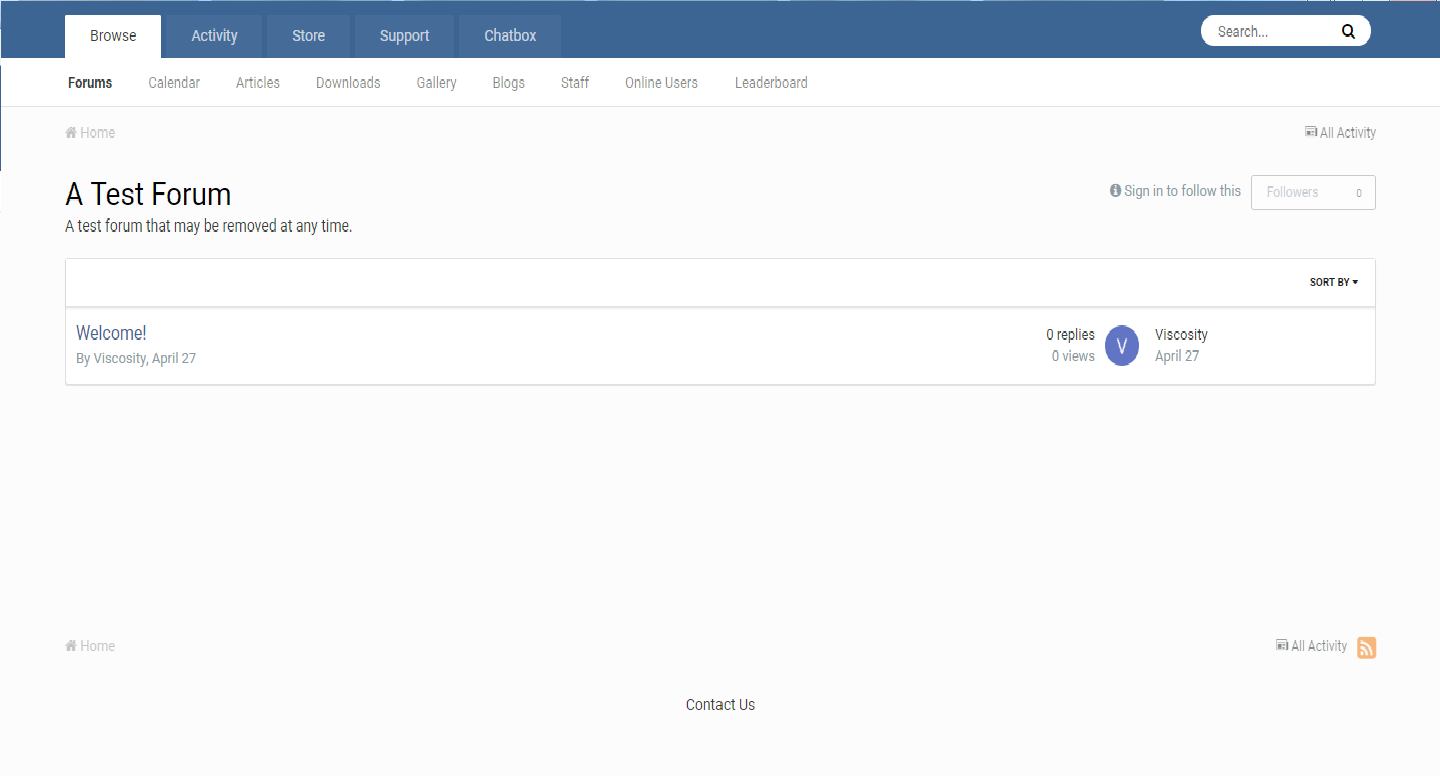 Browse Activity Store Support Chatbox Search...
Forums Calendar Articles Downloads Gallery Blogs Staff Online Users Leaderboard
Home All Activity
A Test Forum Sign in to follow this Followers 0
A test forum that may be removed at any time.
SORT BY
Welcome! 0 replies V Viscosity
By Viscosity, April 27 0 views April 27
Home All Activity
Contact Us